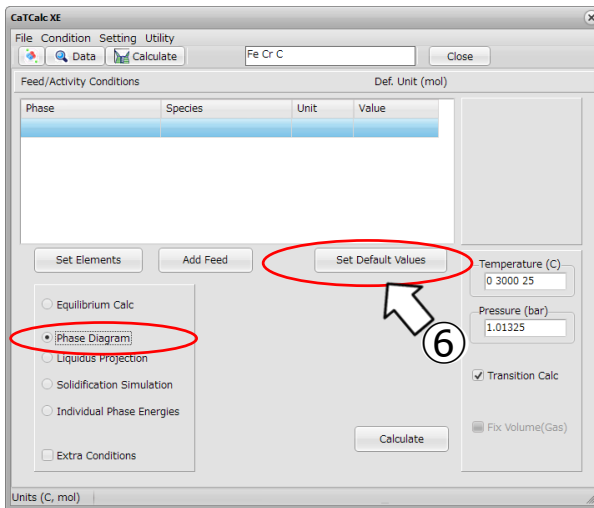 CaTCalc XE
File Condition Setting Utility
Data Calculate Fe Cr C Close
Feed/Activity Conditions Def. Unit (mol)
Phase Species Unit Value
Set Elements Add Feed Set Default Values
Temperature (C)
0 3000 25
Pressure (bar)
1.01325
Equilibrium Calc
Phase Diagram
⑥
Liquidus Projection
Transition Calc
Solidification Simulation
Individual Phase Energies
Fix Volume(Gas)
Calculate
Extra Conditions
Units (C, mol)